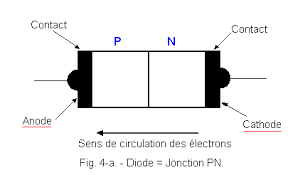 Contact
Contact
P N
Anode
Cathode
Sens de circulation des électrons
Fig. 4-a. - Diode = Jonction PN.